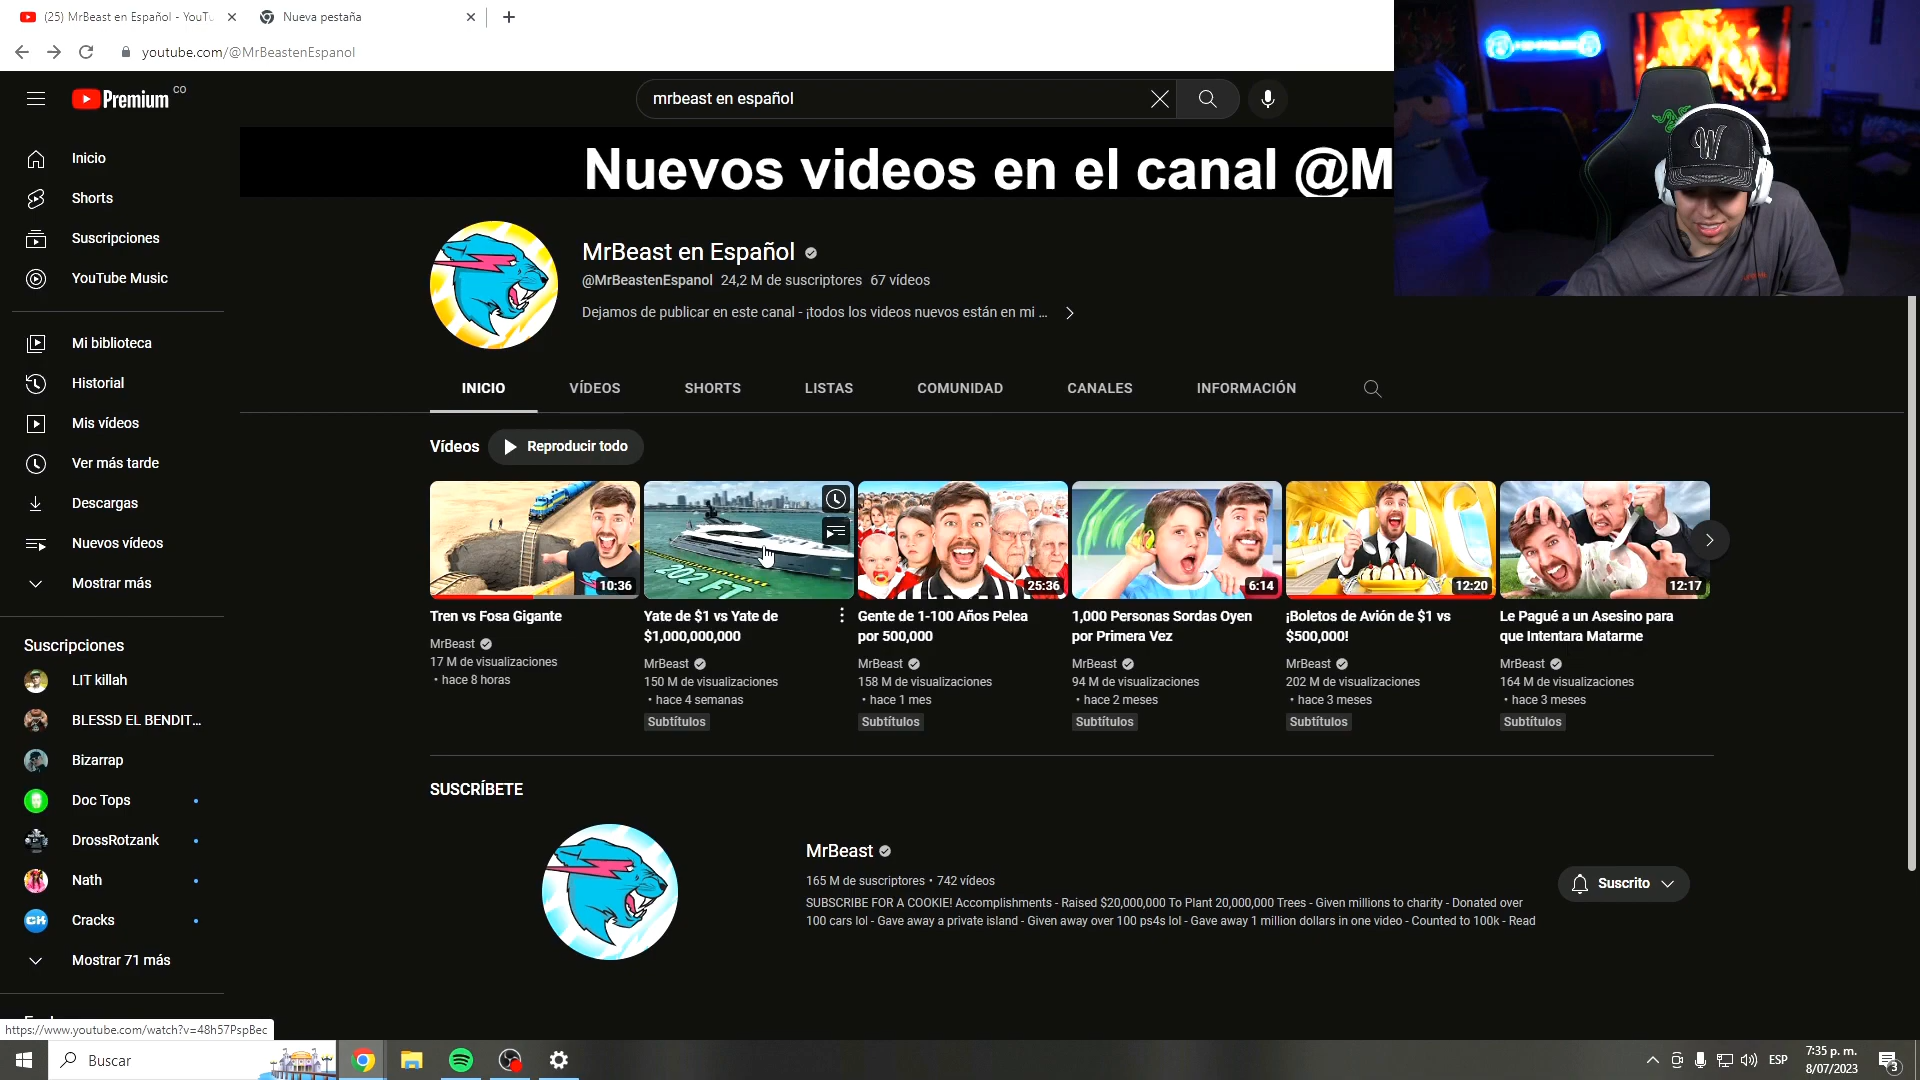 (25) MrBeast en Español - YouTu
Nueva pestaña
youtube.com/@MrBeastenEspanol
Premium CO
mrbeast en español
Nuevos videos en el canal @M
Inicio
Shorts
Suscripciones
YouTube Music
Mi biblioteca
Historial
Mis vídeos
Ver más tarde
Descargas
Nuevos vídeos
Mostrar más
Suscripciones
LIT killah
BLESSD EL BENDIT...
Bizarrap
Doc Tops
DrossRotzank
Nath
Cracks
Mostrar 71 más
MrBeast en Español
@MrBeastenEspanol 24,2 M de suscriptores 67 vídeos
Dejamos de publicar en este canal - ¡todos los videos nuevos están en mi ...
INICIO
VÍDEOS
SHORTS
LISTAS
COMUNIDAD
CANALES
INFORMACIÓN
Vídeos
Reproducir todo
10:36
Tren vs Fosa Gigante
MrBeast
17 M de visualizaciones
• hace 8 horas
202 FT
Yate de $1 vs Yate de
$1,000,000,000
MrBeast
150 M de visualizaciones
• hace 4 semanas
Subtítulos
25:36
Gente de 1-100 Años Pelea
por 500,000
MrBeast
158 M de visualizaciones
• hace 1 mes
Subtítulos
6:14
1,000 Personas Sordas Oyen
por Primera Vez
MrBeast
94 M de visualizaciones
• hace 2 meses
Subtítulos
12:20
¡Boletos de Avión de $1 vs
$500,000!
MrBeast
202 M de visualizaciones
• hace 3 meses
Subtítulos
12:17
Le Pagué a un Asesino para
que Intentara Matarme
MrBeast
164 M de visualizaciones
• hace 3 meses
Subtítulos
SUSCRÍBETE
MrBeast
165 M de suscriptores • 742 vídeos
SUBSCRIBE FOR A COOKIE! Accomplishments - Raised $20,000,000 To Plant 20,000,000 Trees - Given millions to charity - Donated over
100 cars lol - Gave away a private island - Given away over 100 ps4s lol - Gave away 1 million dollars in one video - Counted to 100k - Read
Suscrito
https://www.youtube.com/watch?v=48h57PspBec
Buscar
ESP
7:35 p. m.
8/07/2023
3